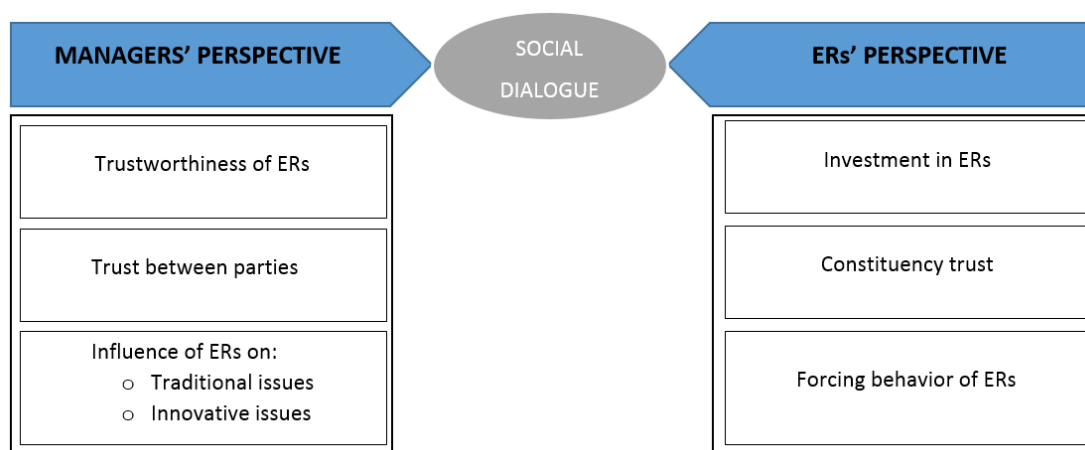 MANAGERS’ PERSPECTIVE
SOCIAL
DIALOGUE
ERs’ PERSPECTIVE
Trustworthiness of ERs
Trust between parties
Influence of ERs on:
o Traditional issues
o Innovative issues
Investment in ERs
Constituency trust
Forcing behavior of ERs